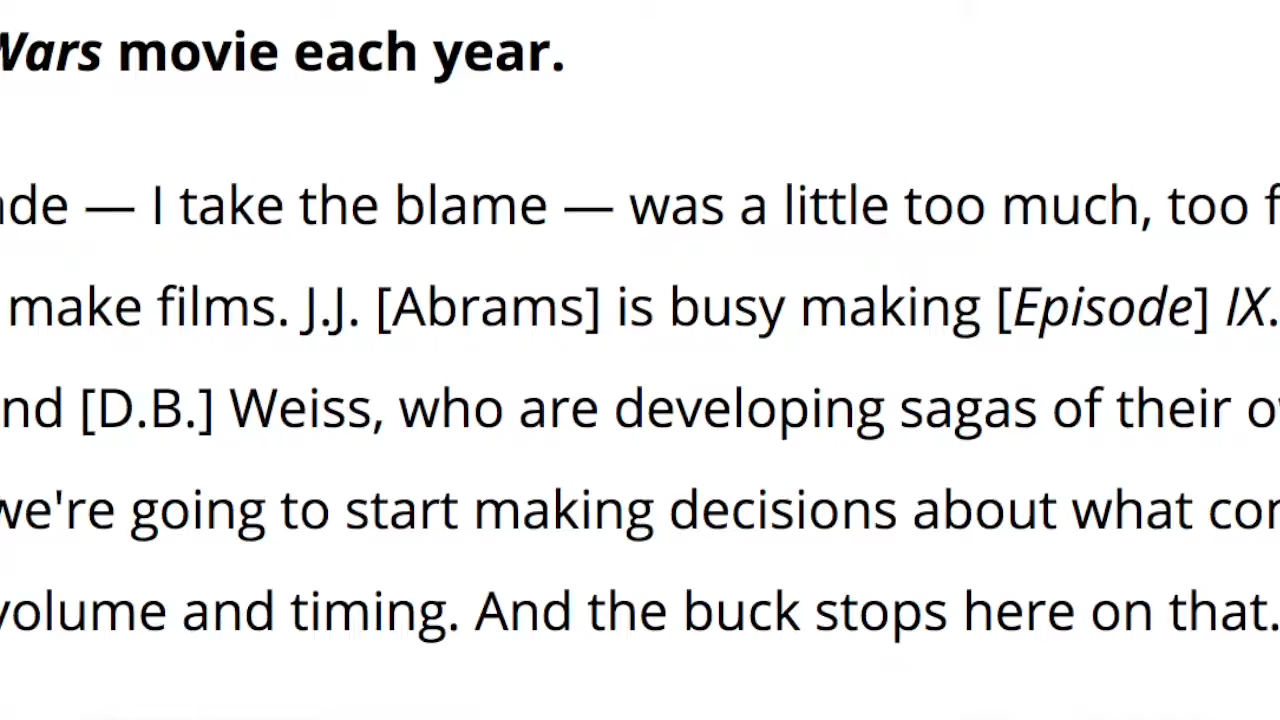 Wars movie each year.
de — I take the blame — was a little too much, too f
make films. J.J. [Abrams] is busy making [Episode] IX.
nd [D.B.] Weiss, who are developing sagas of their o
we're going to start making decisions about what co
volume and timing. And the buck stops here on that.